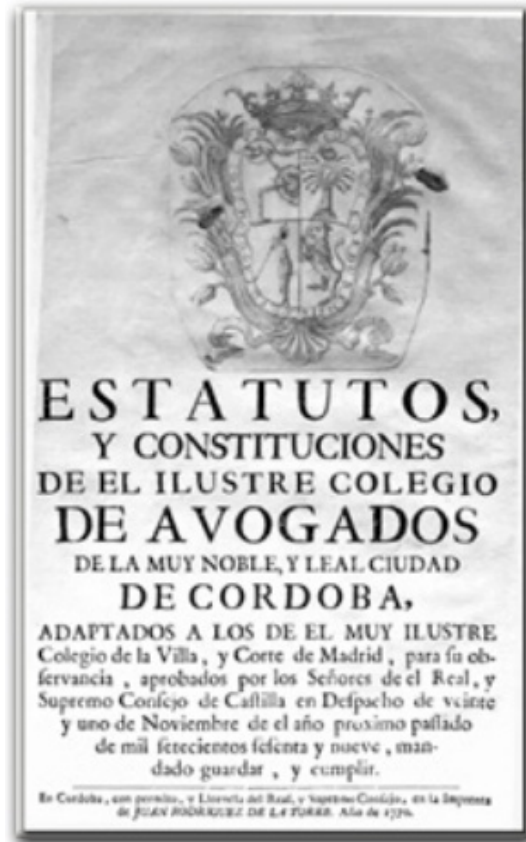 ESTATUTOS,
Y CONSTITUCIONES
DE EL ILUSTRE COLEGIO
DE AVOGADOS
DE LA MUY NOBLE, Y LEAL CIUDAD
DE CORDOBA,
ADAPTADOS A LOS DE EL MUY ILUSTRE
Colegio de la Villa, y Corte de Madrid, para ſu ob-
ſervancia, aprobados por los Señores de el Real, y
Supremo Conſejo de Caſtilla en Deſpacho de veinte
y uno de Noviembre de el año proximo paſſado
de mil ſetecientos ſeſenta y nueve, man-
dado guardar, y cumplir.
En Cordoba, con permiſo, y Licencia del Real, y Supremo Conſejo, en la Imprenta
de JUAN RODRIGUEZ DE LA TORRE. Año de 1770.